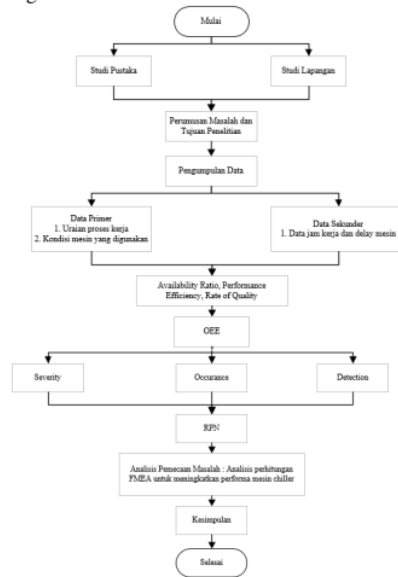 Mulai
Studi Pustaka
Studi Lapangan
Perumusan Masalah dan
Tujuan Penelitian
Pengumpulan Data
Data Primer
1. Uraian proses kerja
2. Kondisi mesin yang digunakan
Data Sekunder
1. Data jam kerja dan delay mesin
Availability Ratio, Performance
Efficiency, Rate of Quality
OEE
Severity
Occurance
Detection
RPN
Analisis Pemecaan Masalah : Analisis perhitungan
FMEA untuk meningkatkan performa mesin chiller
Kesimpulan
Selesai